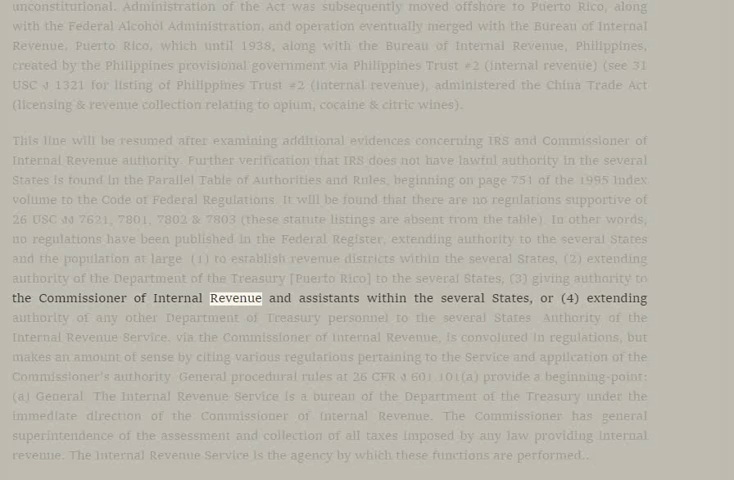 unconstitutional. Administration of the Act was subsequently moved offshore to Puerto Rico, along
with the Federal Alcohol Administration, and operation eventually merged with the Bureau of Internal
Revenue, Puerto Rico, which until 1938, along with the Bureau of Internal Revenue, Philippines,
created by the Philippines provisional government via Philippines Trust #2 (internal revenue) (see 31
USC § 1321 for listing of Philippines Trust #2 (internal revenue), administered the China Trade Act
(licensing & revenue collection relating to opium, cocaine & citric wines).
This line will be resumed after examining additional evidences concerning IRS and Commissioner of
Internal Revenue authority. Further verification that IRS does not have lawful authority in the several
States is found in the Parallel Table of Authorities and Rules, beginning on page 751 of the 1995 Index
volume to the Code of Federal Regulations. It will be found that there are no regulations supportive of
26 USC §§ 7621, 7801, 7802 & 7803 (these statute listings are absent from the table). In other words,
no regulations have been published in the Federal Register, extending authority to the several States
and the population at large. (1) to establish revenue districts within the several States, (2) extending
authority of the Department of the Treasury [Puerto Rico] to the several States, (3) giving authority to
the Commissioner of Internal Revenue and assistants within the several States, or (4) extending
authority of any other Department of Treasury personnel to the several States. Authority of the
Internal Revenue Service, via the Commissioner of Internal Revenue, is convoluted in regulations, but
makes an amount of sense by citing various regulations pertaining to the Service and application of the
Commissioner's authority. General procedural rules at 26 CFR § 601.101(a) provide a beginning-point:
(a) General. The Internal Revenue Service is a bureau of the Department of the Treasury under the
immediate direction of the Commissioner of Internal Revenue. The Commissioner has general
superintendence of the assessment and collection of all taxes imposed by any law providing internal
revenue. The Internal Revenue Service is the agency by which these functions are performed...